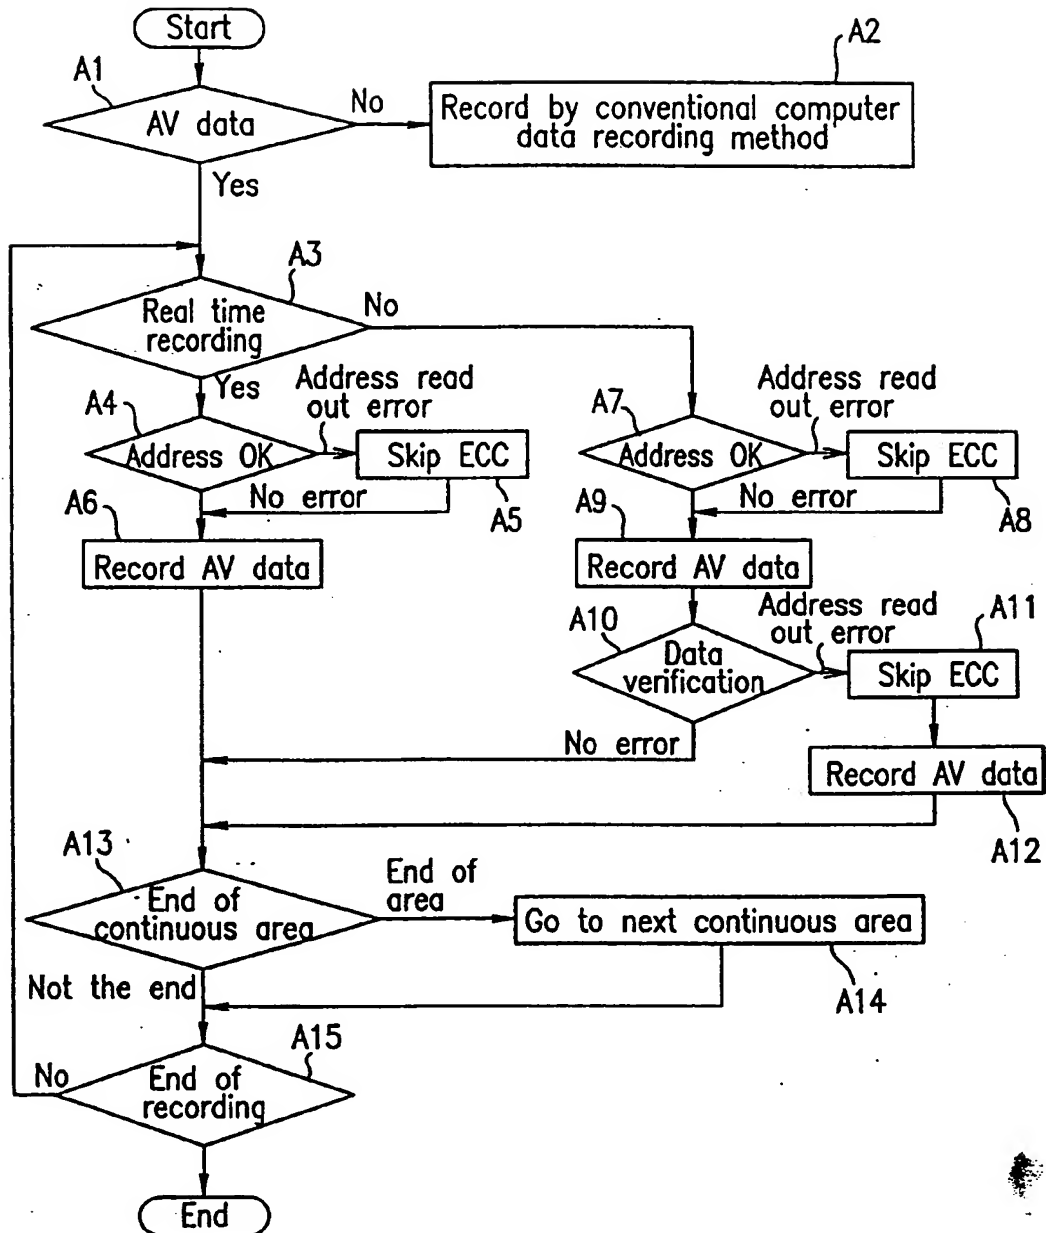 Start
A1
A2
AV data
No
Record by conventional computer
data recording method
Yes
A3
Real time
recording
No
Yes
A4
Address read
out error
Address OK
Skip ECC
A5
No error
A6
Record AV data
A7
Address read
out error
Address OK
Skip ECC
A8
No error
A9
Record AV data
A10
Address read
out error
A11
Data
verification
Skip ECC
No error
Record AV data
A12
A13
End of
continuous area
End of
area
Go to next continuous area
A14
Not the end
A15
No
End of
recording
End